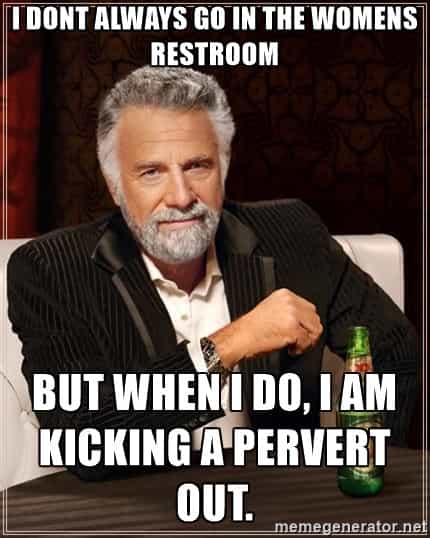 I DONT ALWAYS GO IN THE WOMENS
RESTROOM
BUT WHEN I DO, I AM
KICKING A PERVERT
OUT.
memegenerator.net